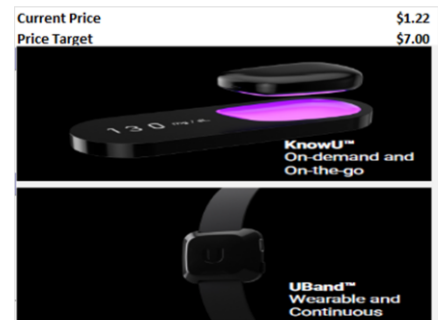 Current Price $1.22
Price Target $7.00
130 mg/dL
KnowU™
On-demand and
On-the-go
U
UBand™
Wearable and
Continuous